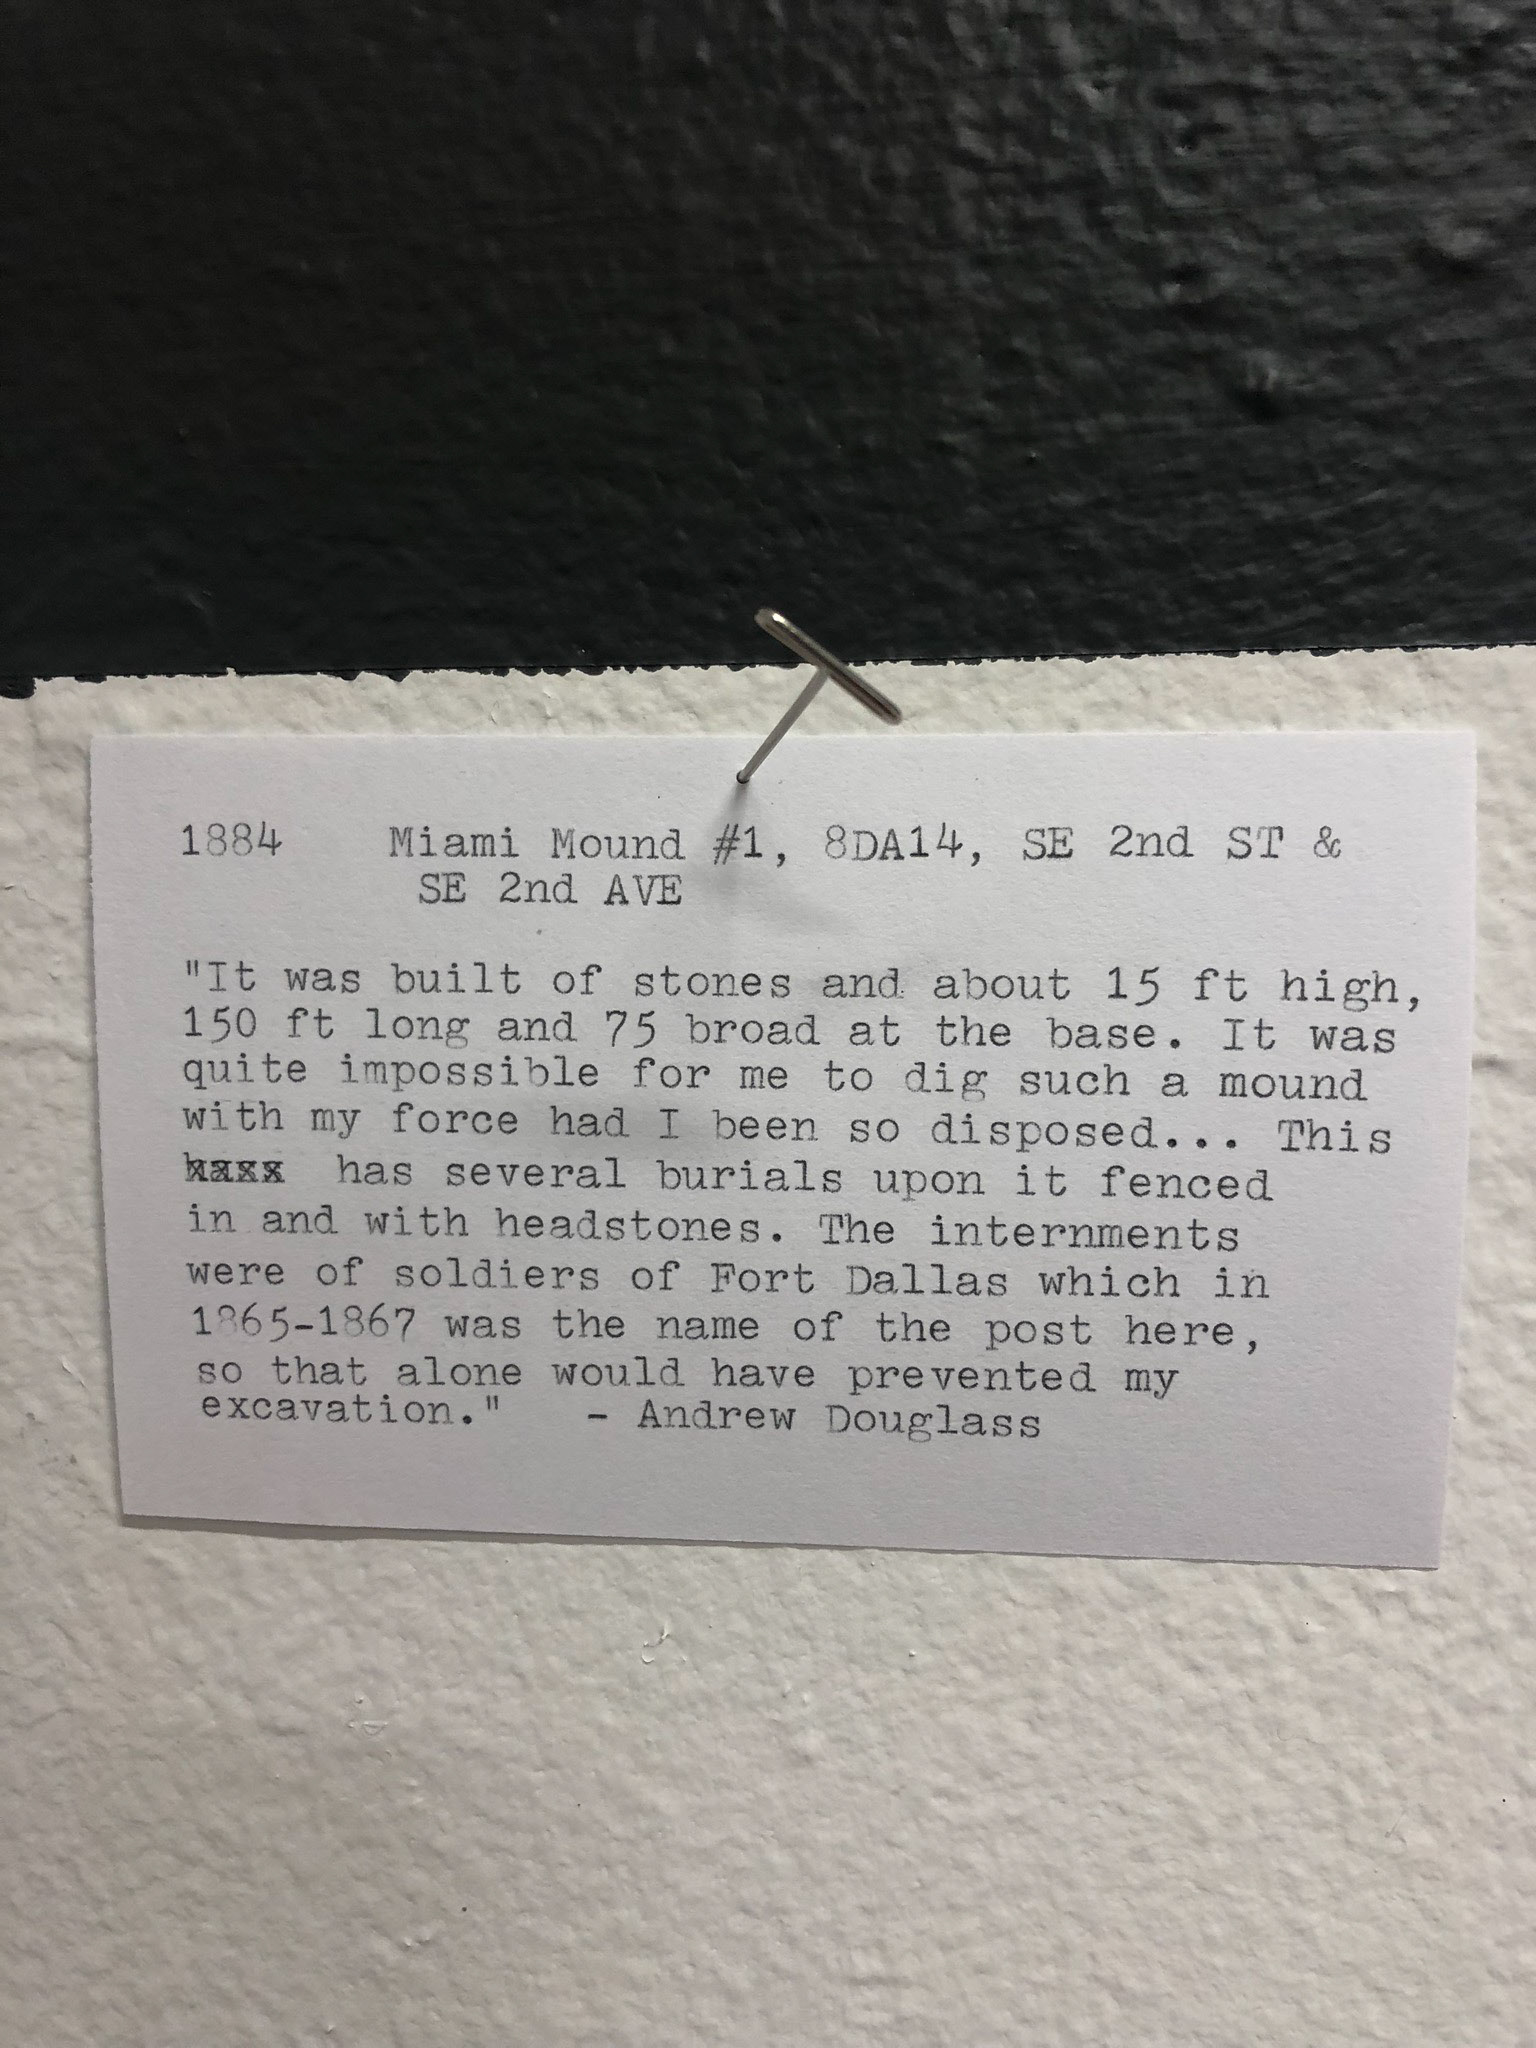 1884 Miami Mound #1, 8DA14, SE 2nd ST &
SE 2nd AVE
"It was built of stones and about 15 ft high,
150 ft long and 75 broad at the base. It was
quite impossible for me to dig such a mound
with my force had I been so disposed... This
has several burials upon it fenced
in and with headstones. The internments
were of soldiers of Fort Dallas which in
1865-1867 was the name of the post here,
so that alone would have prevented my
excavation." - Andrew Douglass